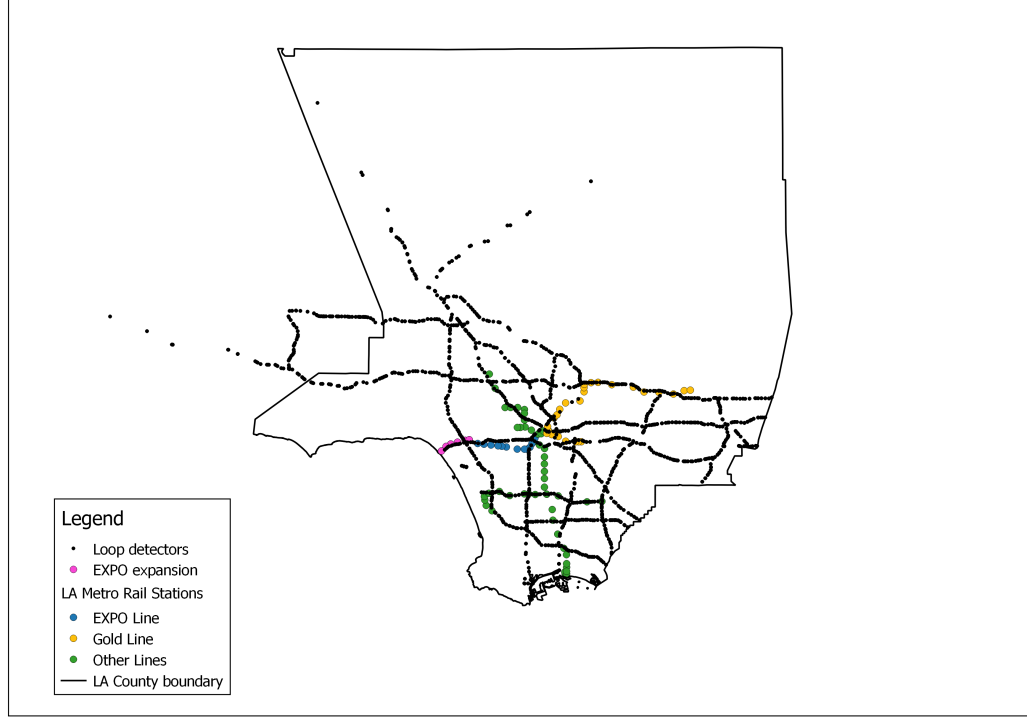 Legend
Loop detectors
EXPO expansion
LA Metro Rail Stations
EXPO Line
Gold Line
Other Lines
LA County boundary